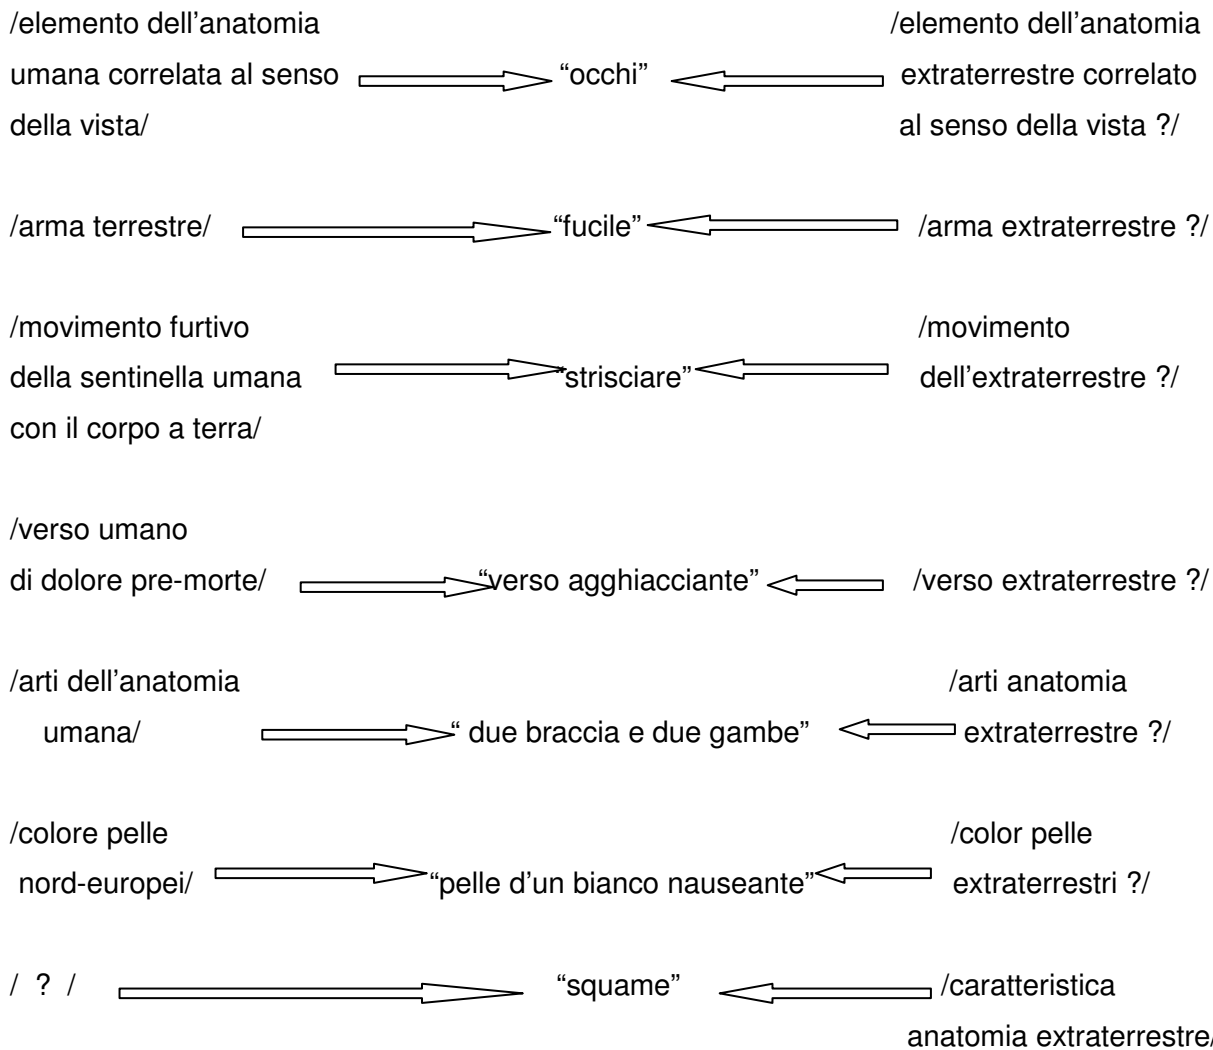 /elemento dell'anatomia
umana correlata al senso
della vista/
“occhi”
/elemento dell'anatomia
extraterrestre correlato
al senso della vista ?/
/arma terrestre/
“fucile”
/arma extraterrestre ?/
/movimento furtivo
della sentinella umana
con il corpo a terra/
“strisciare”
/movimento
dell'extraterrestre ?/
/verso umano
di dolore pre-morte/
“verso agghiacciante”
/verso extraterrestre ?/
/arti dell'anatomia
umana/
“ due braccia e due gambe”
/arti anatomia
extraterrestre ?/
/colore pelle
nord-europei/
“pelle d'un bianco nauseante”
/color pelle
extraterrestri ?/
/ ? /
“squame”
/caratteristica
anatomia extraterrestre/